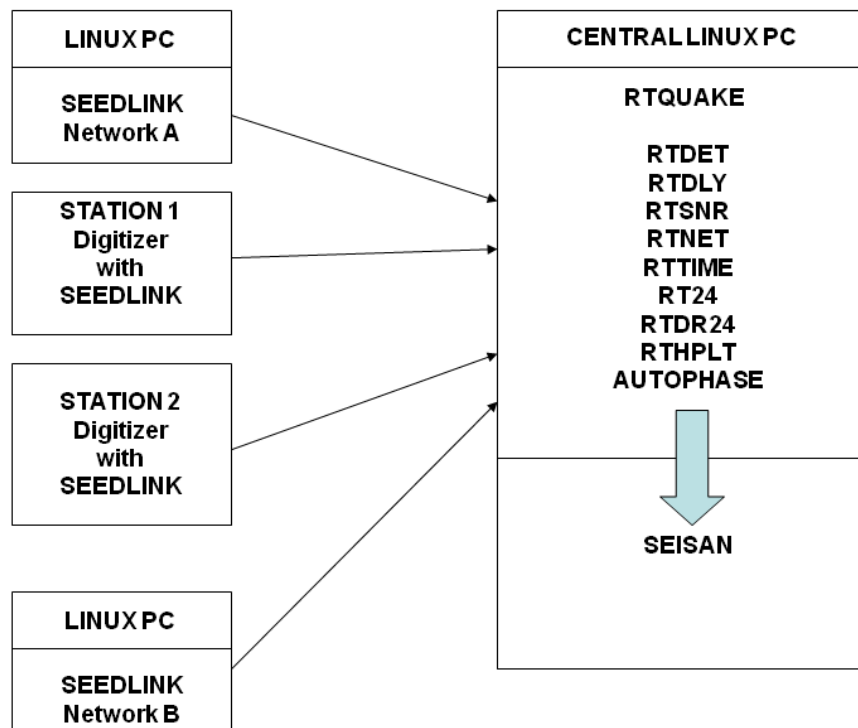 LINUX PC
SEEDLINK
Network A
STATION 1
Digitizer
with
SEEDLINK
STATION 2
Digitizer
with
SEEDLINK
LINUX PC
SEEDLINK
Network B
CENTRAL LINUX PC
RTQUAKE
RTDET
RTDLY
RTSNR
RTNET
RTTIME
RT24
RTDR24
RTHPLT
AUTOPHASE
SEISAN